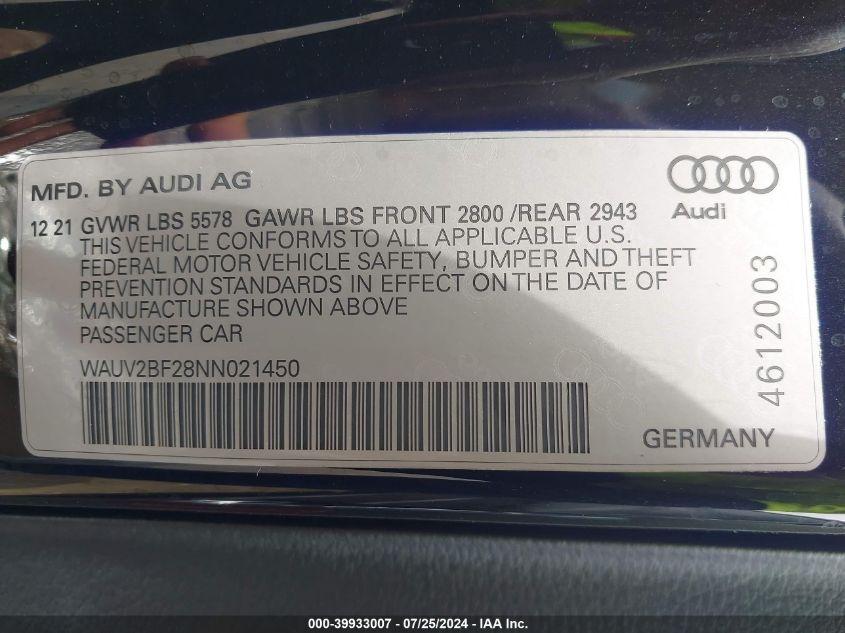 MFD. BY AUDI AG
Audi
12 21 GVWR LBS 5578 GAWR LBS FRONT 2800 /REAR 2943
THIS VEHICLE CONFORMS TO ALL APPLICABLE U.S.
FEDERAL MOTOR VEHICLE SAFETY, BUMPER AND THEFT
PREVENTION STANDARDS IN EFFECT ON THE DATE OF
MANUFACTURE SHOWN ABOVE
PASSENGER CAR
WAUV2BF28NN021450
4612003
GERMANY
000-39933007 - 07/25/2024 - IAA Inc.